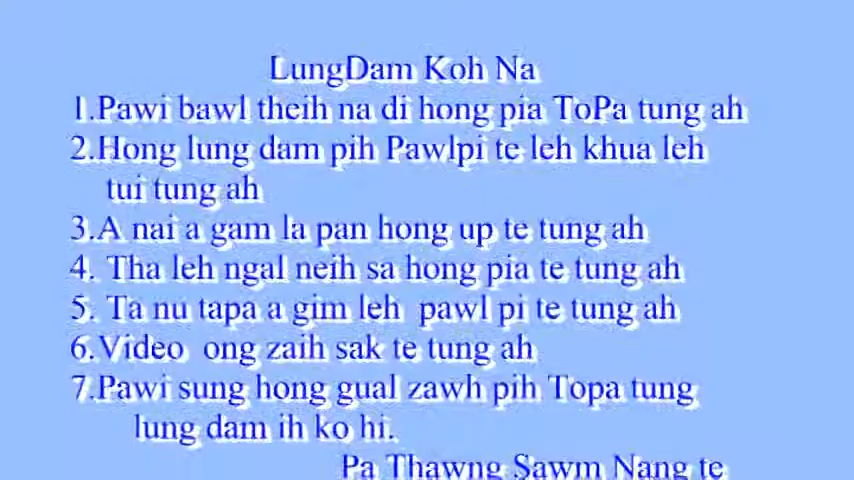 LungDam Koh Na
1.Pawi bawl theih na di hong pia ToPa tung ah
2.Hong lung dam pih Pawlpi te leh khua leh
tui tung ah
3.A nai a gam la pan hong up te tung ah
4. Tha leh ngal neih sa hong pia te tung ah
5. Ta nu tapa a gim leh pawl pi te tung ah
6.Video ong zaih sak te tung ah
7.Pawi sung hong gual zawh pih Topa tung
lung dam ih ko hi.
Pa Thawng Sawm Nang te